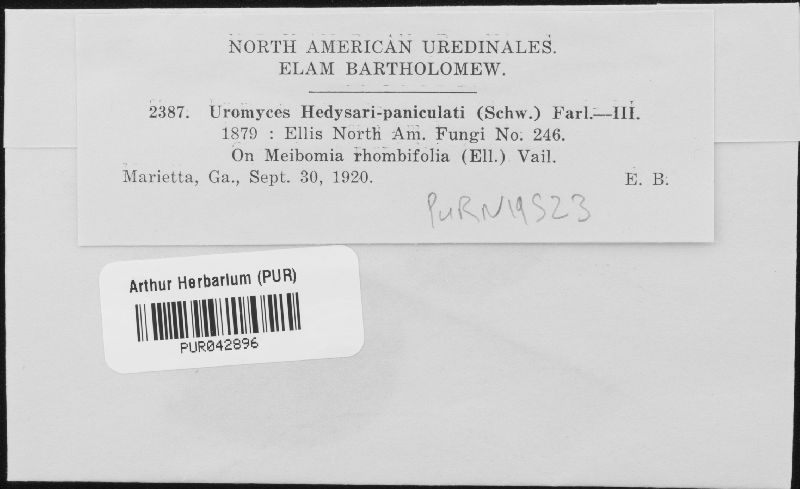 NORTH AMERICAN UREDINALES.
ELAM BARTHOLOMEW.
2387. Uromyces Hedysari-paniculati (Schw.) Farl.—III.
1879 : Ellis North Am. Fungi No. 246.
On Meibomia rhombifolia (Ell.) Vail.
Marietta, Ga., Sept. 30, 1920. E. B.
PURN19523
Arthur Herbarium (PUR)
PUR042896